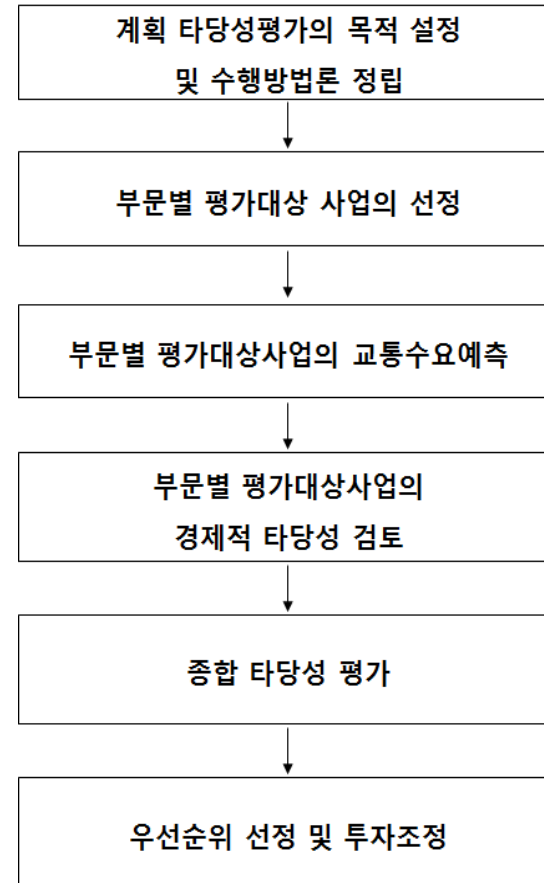 계획 타당성평가의 목적 설정
및 수행방법론 정립
부문별 평가대상 사업의 선정
부문별 평가대상사업의 교통수요예측
부문별 평가대상사업의
경제적 타당성 검토
종합 타당성 평가
우선순위 선정 및 투자조정